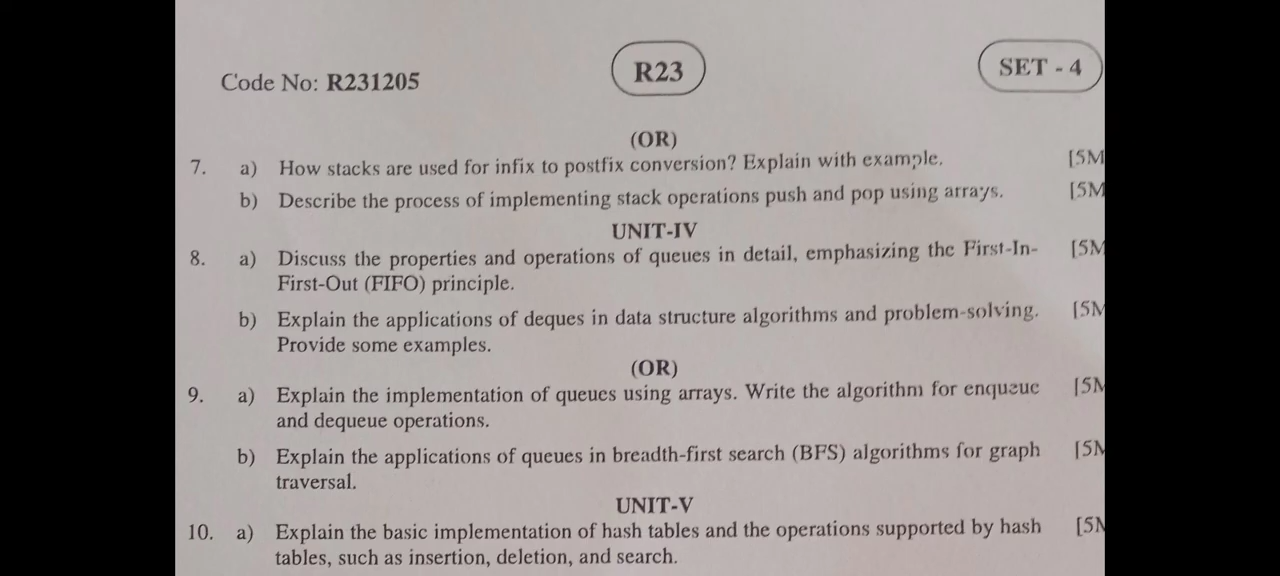 Code No: R231205 R23 SET - 4
(OR)
7. a) How stacks are used for infix to postfix conversion? Explain with example. [5M
b) Describe the process of implementing stack operations push and pop using arrays. [5M
UNIT-IV
8. a) Discuss the properties and operations of queues in detail, emphasizing the First-In- [5M
First-Out (FIFO) principle.
b) Explain the applications of deques in data structure algorithms and problem-solving. [5M
Provide some examples.
(OR)
9. a) Explain the implementation of queues using arrays. Write the algorithm for enqueue [5M
and dequeue operations.
b) Explain the applications of queues in breadth-first search (BFS) algorithms for graph [5M
traversal.
UNIT-V
10. a) Explain the basic implementation of hash tables and the operations supported by hash [5M
tables, such as insertion, deletion, and search.